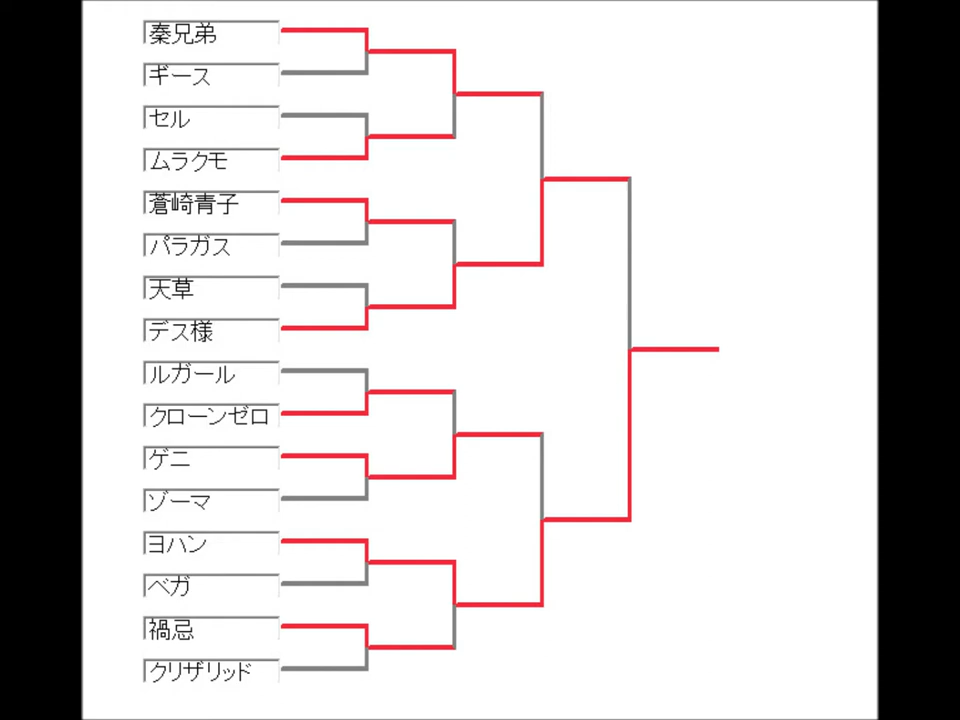 秦兄弟
ギース
セル
ムラクモ
蒼崎青子
パラガス
天草
デス様
ルガール
クローンゼロ
ゲニ
ゾーマ
ヨハン
ベガ
禍忌
クリザリッド